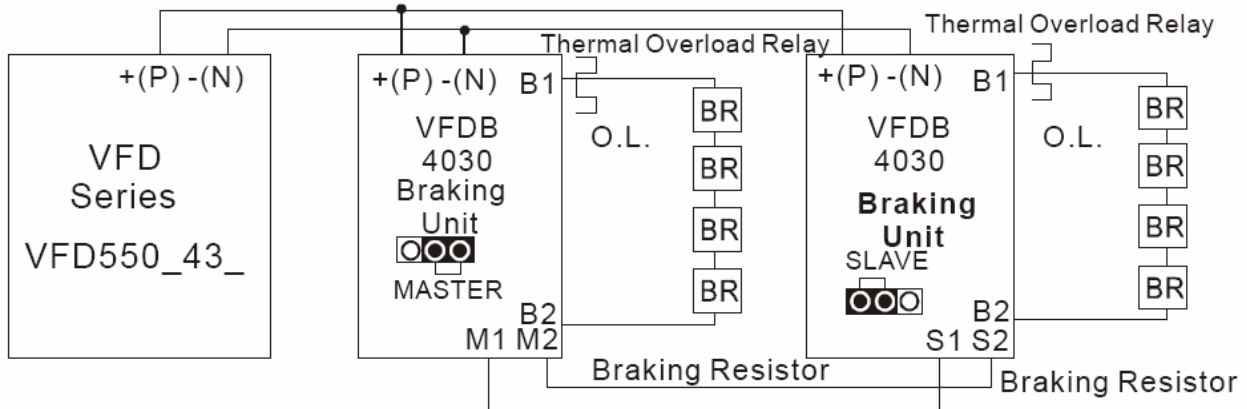 +(P) -(N)
VFD
Series
VFD550_43_
+(P) -(N)
B1
VFDB
4030
Braking
Unit
MASTER
B2
M1 M2
Thermal Overload Relay
O.L.
BR
BR
BR
BR
Braking Resistor
+(P) -(N)
B1
VFDB
4030
Braking
Unit
SLAVE
B2
S1 S2
Thermal Overload Relay
O.L.
BR
BR
BR
BR
Braking Resistor